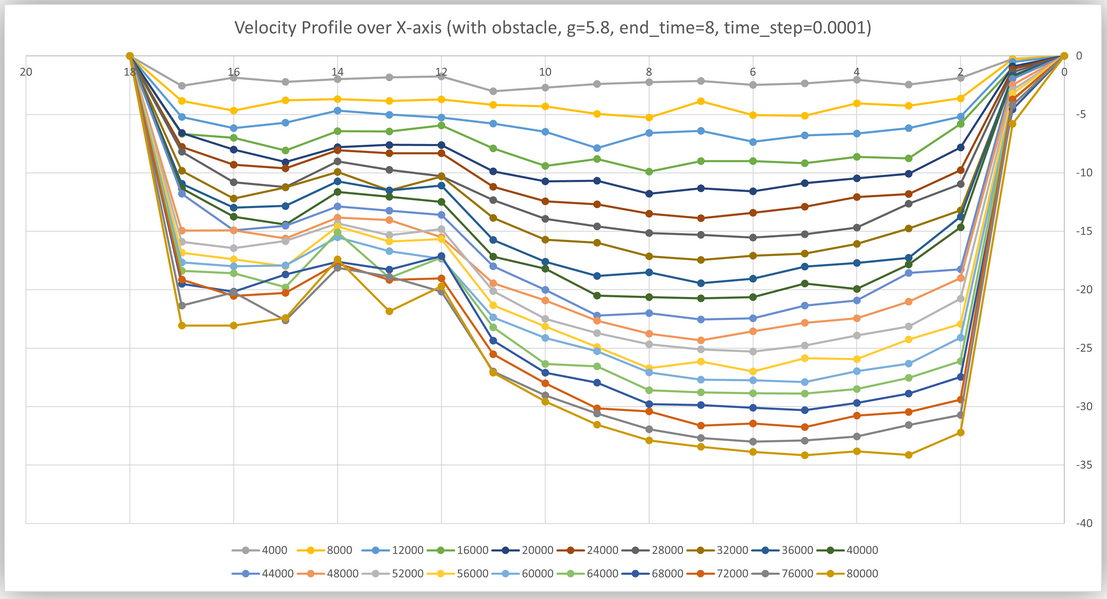 Velocity Profile over X-axis (with obstacle, g=5.8, end_time=8, time_step=0.0001)
20 18 16 14 12 10 8 6 4 2 0
0
-5
-10
-15
-20
-25
-30
-35
-40
4000 8000 12000 16000 20000 24000 28000 32000 36000 40000
44000 48000 52000 56000 60000 64000 68000 72000 76000 80000